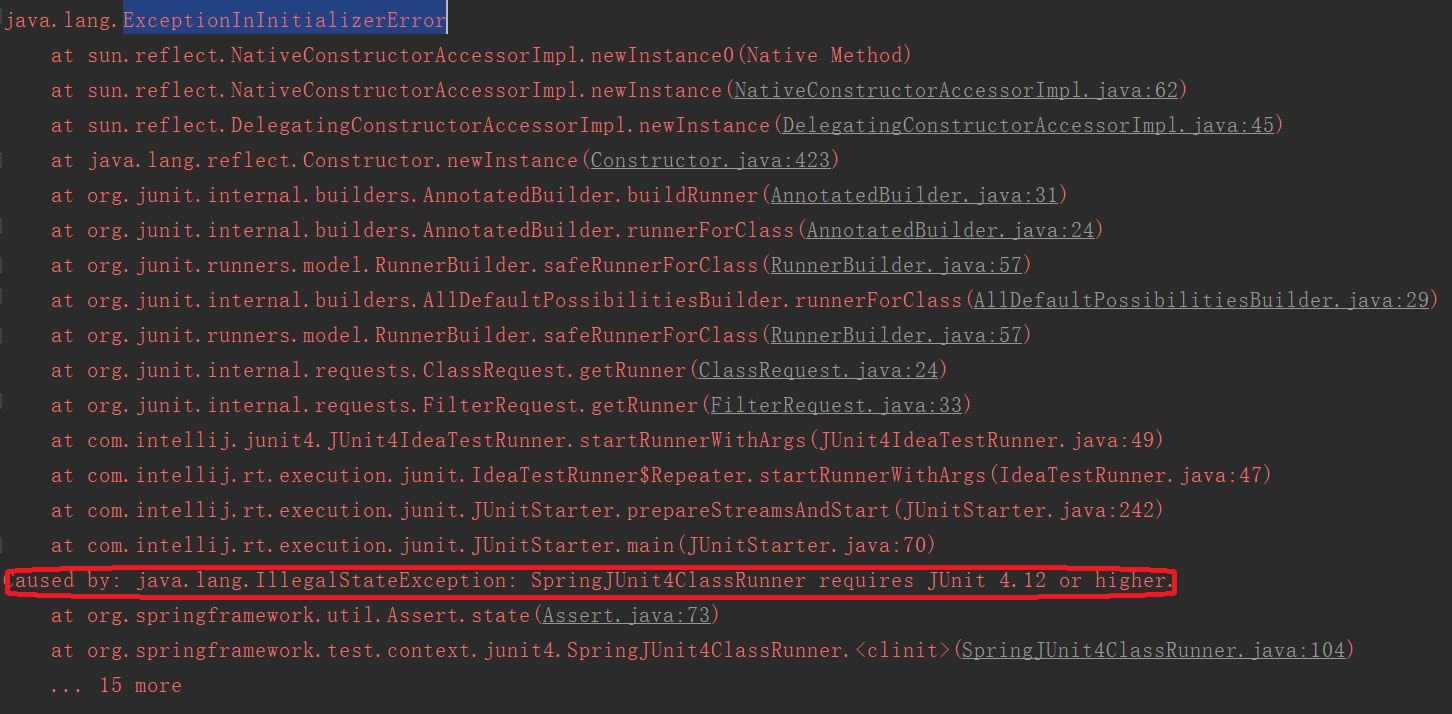 java.lang.ExceptionInInitializerError
at sun.reflect.NativeConstructorAccessorImpl.newInstance0(Native Method)
at sun.reflect.NativeConstructorAccessorImpl.newInstance(NativeConstructorAccessorImpl.java:62)
at sun.reflect.DelegatingConstructorAccessorImpl.newInstance(DelegatingConstructorAccessorImpl.java:45)
at java.lang.reflect.Constructor.newInstance(Constructor.java:423)
at org.junit.internal.builders.AnnotatedBuilder.buildRunner(AnnotatedBuilder.java:31)
at org.junit.internal.builders.AnnotatedBuilder.runnerForClass(AnnotatedBuilder.java:24)
at org.junit.runners.model.RunnerBuilder.safeRunnerForClass(RunnerBuilder.java:57)
at org.junit.internal.builders.AllDefaultPossibilitiesBuilder.runnerForClass(AllDefaultPossibilitiesBuilder.java:29)
at org.junit.runners.model.RunnerBuilder.safeRunnerForClass(RunnerBuilder.java:57)
at org.junit.internal.requests.ClassRequest.getRunner(ClassRequest.java:24)
at org.junit.internal.requests.FilterRequest.getRunner(FilterRequest.java:33)
at com.intellij.junit4.JUnit4IdeaTestRunner.startRunnerWithArgs(JUnit4IdeaTestRunner.java:49)
at com.intellij.rt.execution.junit.IdeaTestRunner$Repeater.startRunnerWithArgs(IdeaTestRunner.java:47)
at com.intellij.rt.execution.junit.JUnitStarter.prepareStreamsAndStart(JUnitStarter.java:242)
at com.intellij.rt.execution.junit.JUnitStarter.main(JUnitStarter.java:70)
Caused by: java.lang.IllegalStateException: SpringJUnit4ClassRunner requires JUnit 4.12 or higher.
at org.springframework.util.Assert.state(Assert.java:73)
at org.springframework.test.context.junit4.SpringJUnit4ClassRunner.<clinit>(SpringJUnit4ClassRunner.java:104)
... 15 more